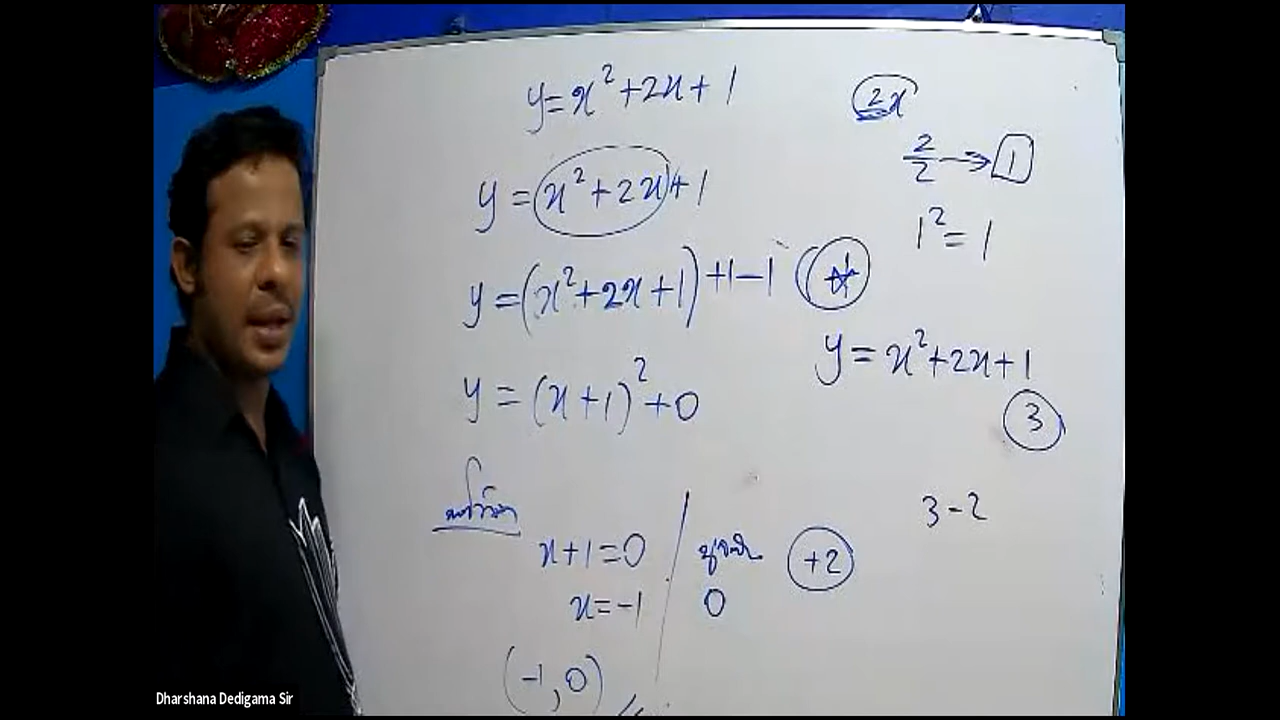 y = x² + 2x + 1
y = (x² + 2x) + 1
y = (x² + 2x + 1) + 1 − 1
y = (x + 1)² + 0
x + 1 = 0
x = −1
(−1, 0)
0
+2
2x
2/2 → 1
1² = 1
y = x² + 2x + 1
3
3 − 2
Dharshana Dedigama Sir